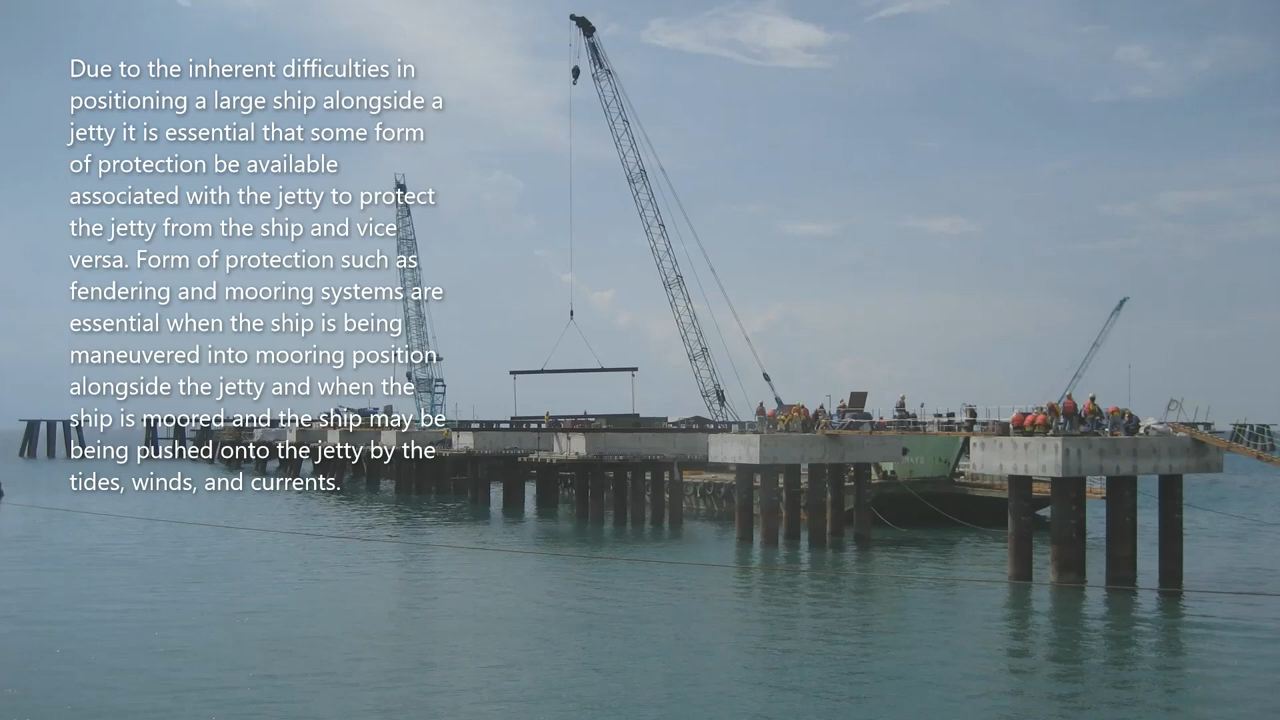 Due to the inherent difficulties in
positioning a large ship alongside a
jetty it is essential that some form
of protection be available
associated with the jetty to protect
the jetty from the ship and vice
versa. Form of protection such as
fendering and mooring systems are
essential when the ship is being
maneuvered into mooring position
alongside the jetty and when the
ship is moored and the ship may be
being pushed onto the jetty by the
tides, winds, and currents.